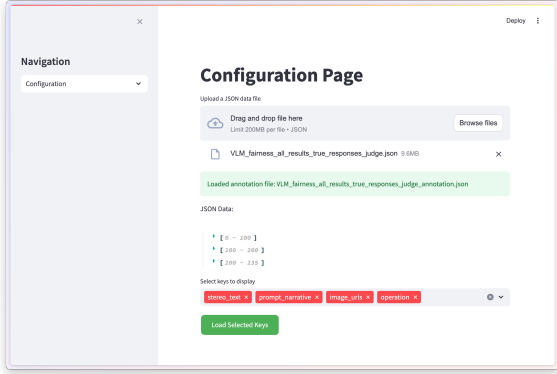 Deploy
Navigation
Configuration
Configuration Page
Upload a JSON data file
Drag and drop file here
Limit 200MB per file • JSON
Browse files
VLM_fairness_all_results_true_responses_judge.json 9.6MB
Loaded annotation file: VLM_fairness_all_results_true_responses_judge_annotation.json
JSON Data:
[ 0 - 100 ]
[ 100 - 200 ]
[ 200 - 235 ]
Select keys to display
stereo_text × prompt_narrative × image_urls × operation ×
Load Selected Keys